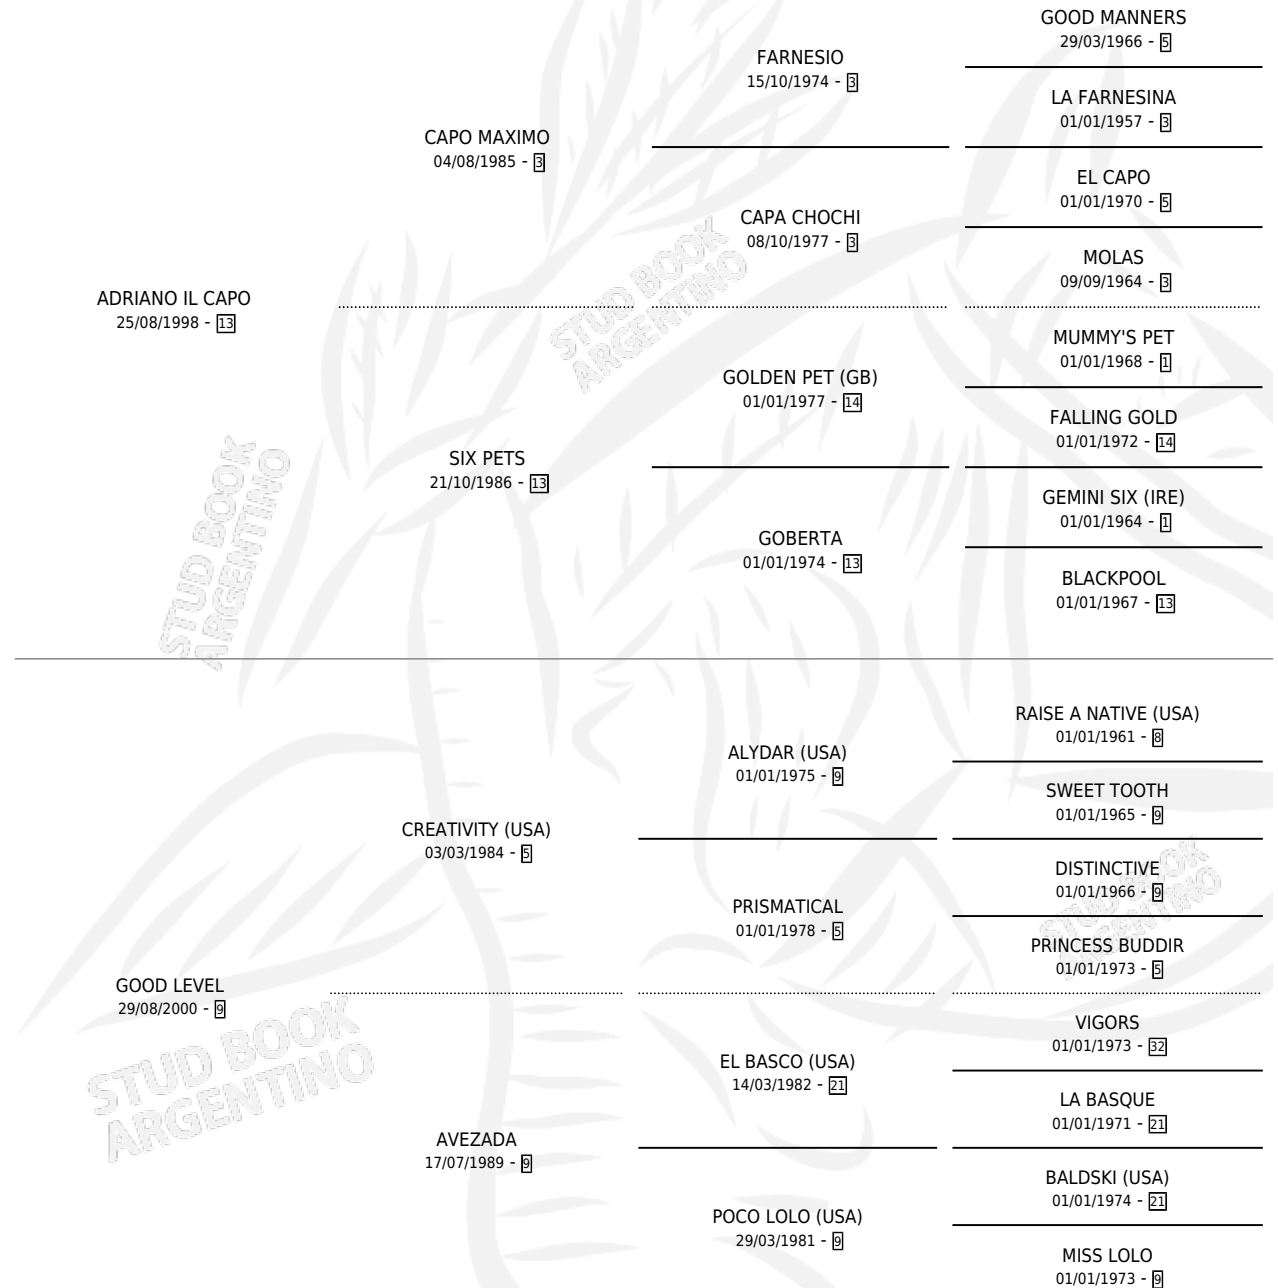 GOOD MANNERS
29/03/1966 - 5
FARNESIO
15/10/1974 - 3
LA FARNESINA
01/01/1957 - 3
CAPO MAXIMO
04/08/1985 - 3
EL CAPO
01/01/1970 - 5
CAPA CHOCHI
08/10/1977 - 3
MOLAS
09/09/1964 - 3
ADRIANO IL CAPO
25/08/1998 - 13
STUD BOOK
ARGENTINO
MUMMY'S PET
01/01/1968 - 1
GOLDEN PET (GB)
01/01/1977 - 14
FALLING GOLD
01/01/1972 - 14
SIX PETS
21/10/1986 - 13
GEMINI SIX (IRE)
01/01/1964 - 1
GOBERTA
01/01/1974 - 13
BLACKPOOL
01/01/1967 - 13
STUD BOOK
ARGENTINO
RAISE A NATIVE (USA)
01/01/1961 - 8
ALYDAR (USA)
01/01/1975 - 9
SWEET TOOTH
01/01/1965 - 9
CREATIVITY (USA)
03/03/1984 - 5
DISTINCTIVE
01/01/1966 - 9
PRISMATICAL
01/01/1978 - 5
PRINCESS BUDDIR
01/01/1973 - 5
STUD BOOK
ARGENTINO
GOOD LEVEL
29/08/2000 - 9
VIGORS
01/01/1973 - 32
EL BASCO (USA)
14/03/1982 - 21
LA BASQUE
01/01/1971 - 21
STUD BOOK
ARGENTINO
AVEZADA
17/07/1989 - 9
BALDSKI (USA)
01/01/1974 - 21
POCO LOLO (USA)
29/03/1981 - 9
MISS LOLO
01/01/1973 - 9